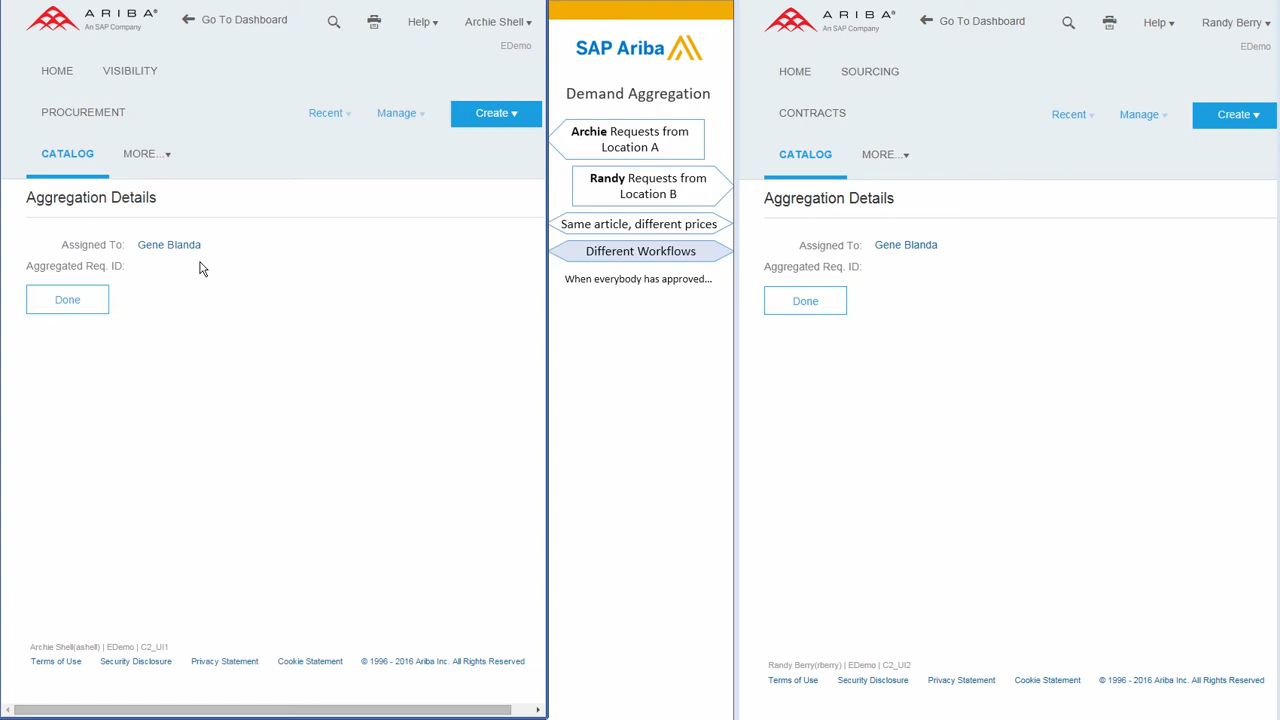 ARIBA®
An SAP Company
Go To Dashboard
Help
Archie Shell
EDemo
HOME
VISIBILITY
PROCUREMENT
Recent
Manage
Create
CATALOG
MORE...
Aggregation Details
Assigned To: Gene Blanda
Aggregated Req. ID:
Done
Archie Shell(ashell) | EDemo | C2_UI1
Terms of Use Security Disclosure Privacy Statement Cookie Statement © 1996 - 2016 Ariba Inc. All Rights Reserved
SAP Ariba
Demand Aggregation
Archie Requests from
Location A
Randy Requests from
Location B
Same article, different prices
Different Workflows
When everybody has approved...
ARIBA®
An SAP Company
Go To Dashboard
Help
Randy Berry
EDemo
HOME
SOURCING
CONTRACTS
Recent
Manage
Create
CATALOG
MORE...
Aggregation Details
Assigned To: Gene Blanda
Aggregated Req. ID:
Done
Randy Berry(rberry) | EDemo | C2_UI2
Terms of Use Security Disclosure Privacy Statement Cookie Statement © 1996 - 2016 Ariba Inc. All Rights Reserved